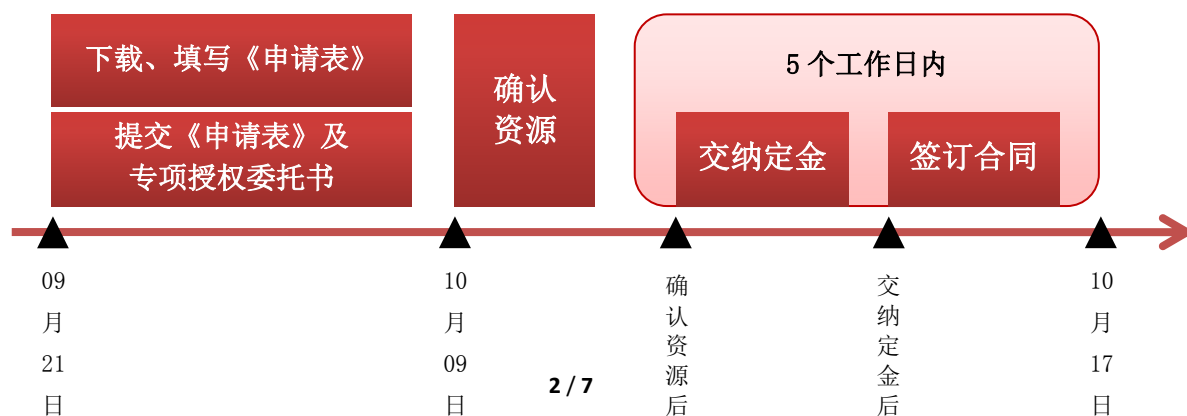 下载、填写《申请表》
提交《申请表》及
专项授权委托书
确认
资源
5个工作日内
交纳定金
签订合同
09
月
21
日
10
月
09
日
确
认
资
源
后
交
纳
定
金
后
10
月
17
日
2 / 7